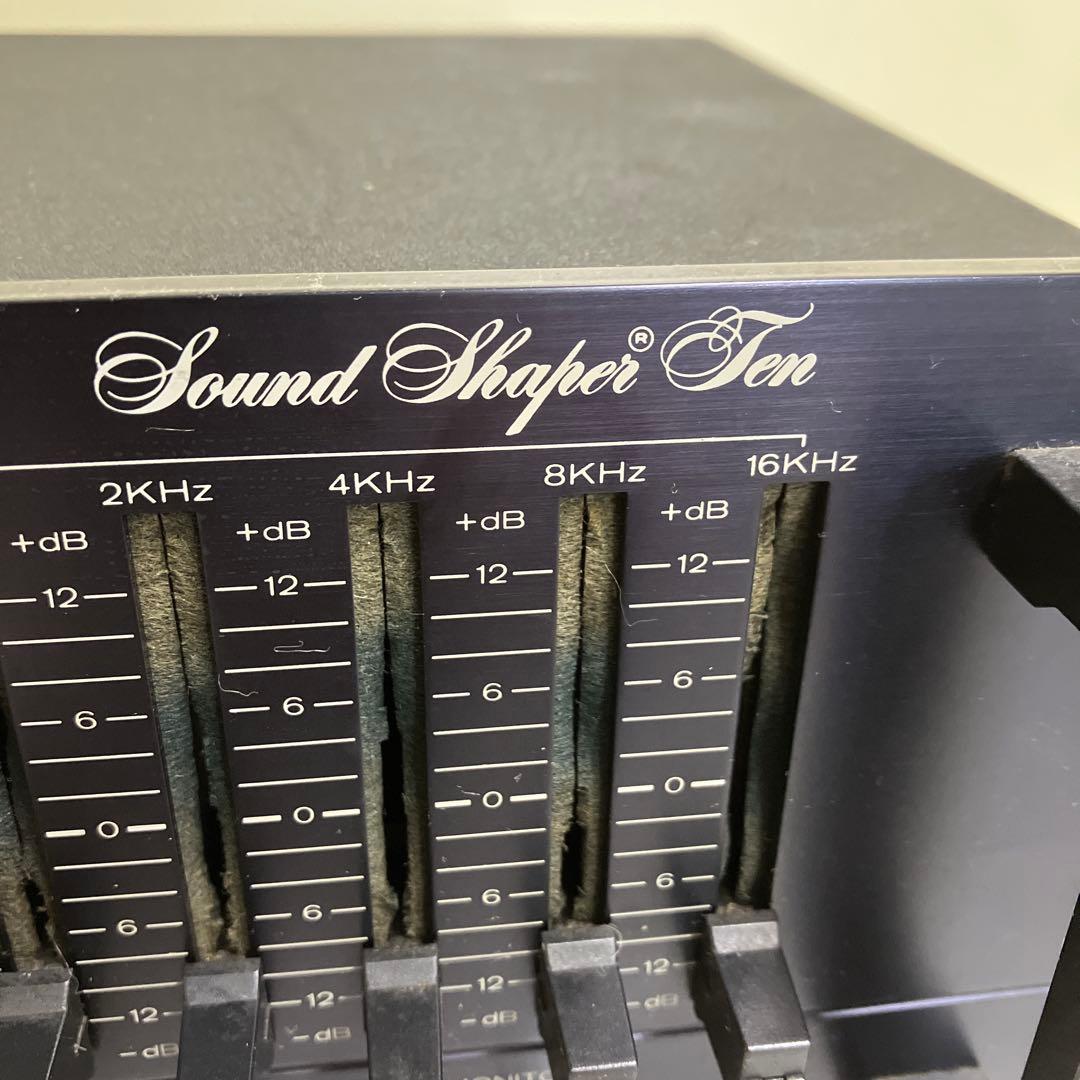 Sound Shaper® Ten
2KHz 4KHz 8KHz 16KHz
+dB +dB +dB +dB
12 12 12 12
6 6 6 6
0 0 0 0
6 6 6 6
12 12 12 12
-dB -dB -dB -dB